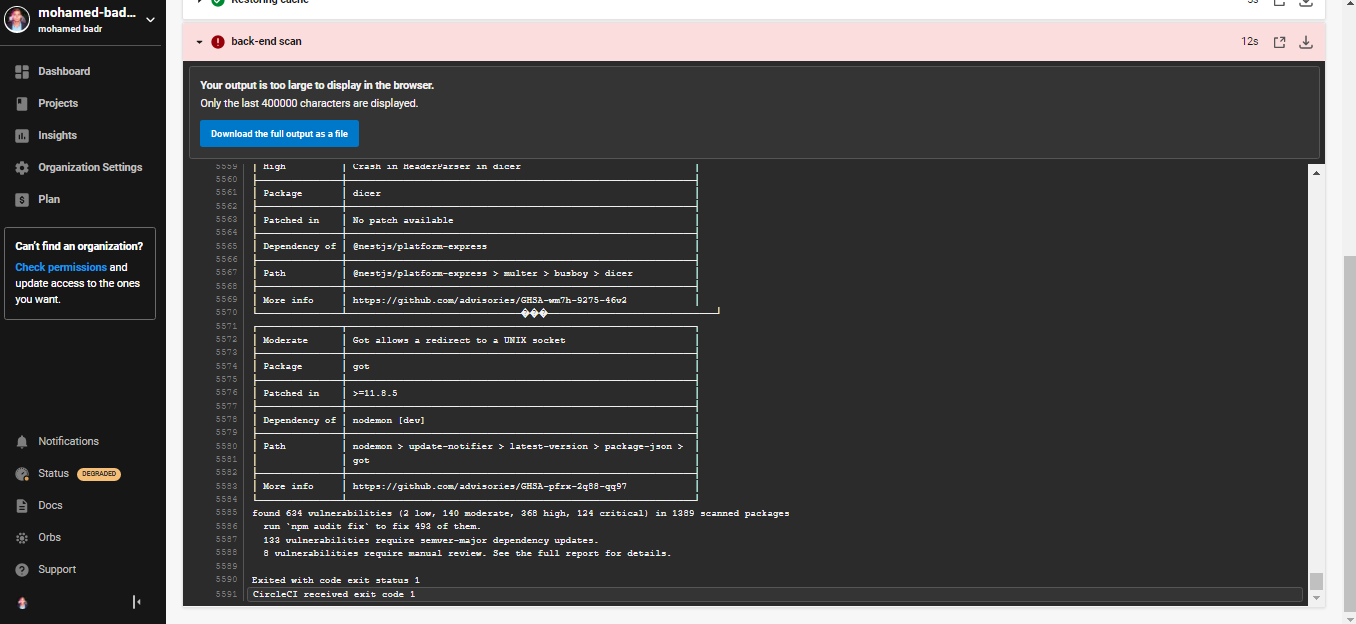 mohamed-bad...
mohamed badr
Dashboard
Projects
Insights
Organization Settings
Plan
Can't find an organization?
Check permissions and
update access to the ones
you want.
Notifications
Status DEGRADED
Docs
Orbs
Support
Restoring cache 3s
back-end scan 12s
Your output is too large to display in the browser.
Only the last 400000 characters are displayed.
Download the full output as a file
5559 │ High │ Crash in HeaderParser in dicer │
5560
5561 │ Package │ dicer │
5562
5563 │ Patched in │ No patch available │
5564
5565 │ Dependency of │ @nestjs/platform-express │
5566
5567 │ Path │ @nestjs/platform-express > multer > busboy > dicer │
5568
5569 │ More info │ https://github.com/advisories/GHSA-wm7h-9275-46v2 │
5570 ���
5571
5572 │ Moderate │ Got allows a redirect to a UNIX socket │
5573
5574 │ Package │ got │
5575
5576 │ Patched in │ >=11.8.5 │
5577
5578 │ Dependency of │ nodemon [dev] │
5579
5580 │ Path │ nodemon > update-notifier > latest-version > package-json > │
5581 │ │ got │
5582
5583 │ More info │ https://github.com/advisories/GHSA-pfrx-2q88-qq97 │
5584
5585 found 634 vulnerabilities (2 low, 140 moderate, 368 high, 124 critical) in 1389 scanned packages
5586 run `npm audit fix` to fix 493 of them.
5587 133 vulnerabilities require semver-major dependency updates.
5588 8 vulnerabilities require manual review. See the full report for details.
5589
5590 Exited with code exit status 1
5591 CircleCI received exit code 1